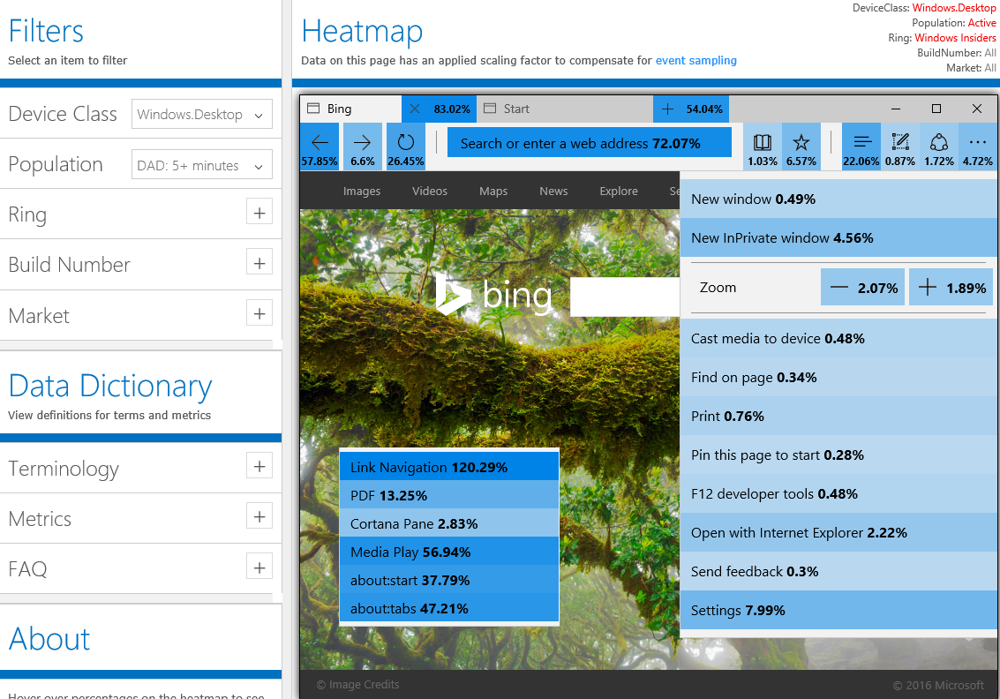 Filters
Select an item to filter
Device Class Windows.Desktop
Population DAD: 5+ minutes
Ring
Build Number
Market
Data Dictionary
View definitions for terms and metrics
Terminology
Metrics
FAQ
About
Hover over percentages on the heatmap to see
Heatmap
Data on this page has an applied scaling factor to compensate for event sampling
DeviceClass: Windows.Desktop
Population: Active
Ring: Windows Insiders
BuildNumber: All
Market: All
Bing 83.02% Start 54.04%
57.85% 6.6% 26.45% Search or enter a web address 72.07% 1.03% 6.57% 22.06% 0.87% 1.72% 4.72%
Images Videos Maps News Explore Se
bing
New window 0.49%
New InPrivate window 4.56%
Zoom 2.07% 1.89%
Cast media to device 0.48%
Find on page 0.34%
Print 0.76%
Pin this page to start 0.28%
F12 developer tools 0.48%
Open with Internet Explorer 2.22%
Send feedback 0.3%
Settings 7.99%
Link Navigation 120.29%
PDF 13.25%
Cortana Pane 2.83%
Media Play 56.94%
about:start 37.79%
about:tabs 47.21%
© Image Credits © 2016 Microsoft